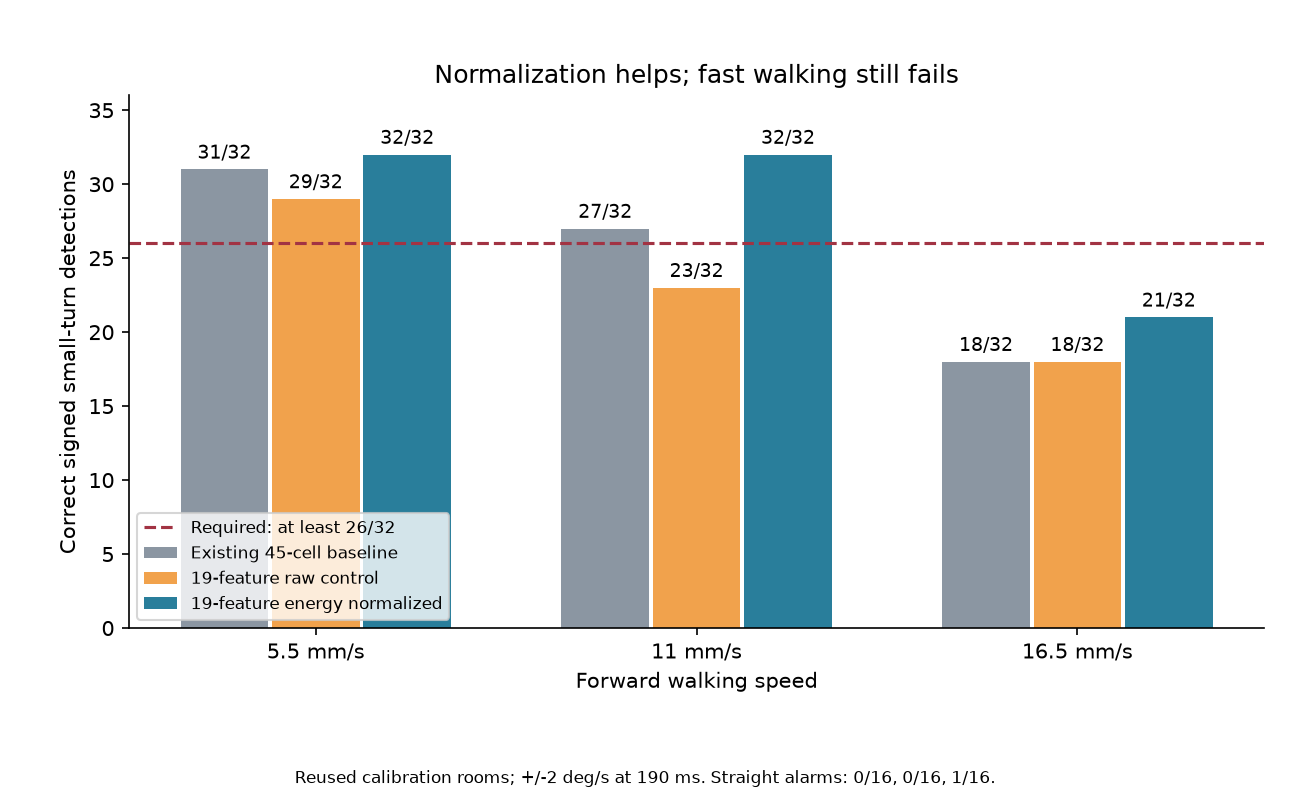 Normalization helps; fast walking still fails
Correct signed small-turn detections
35
30
25
20
15
10
5
0
31/32
29/32
32/32
27/32
23/32
32/32
18/32
18/32
21/32
Required: at least 26/32
Existing 45-cell baseline
19-feature raw control
19-feature energy normalized
5.5 mm/s
11 mm/s
16.5 mm/s
Forward walking speed
Reused calibration rooms; +/-2 deg/s at 190 ms. Straight alarms: 0/16, 0/16, 1/16.